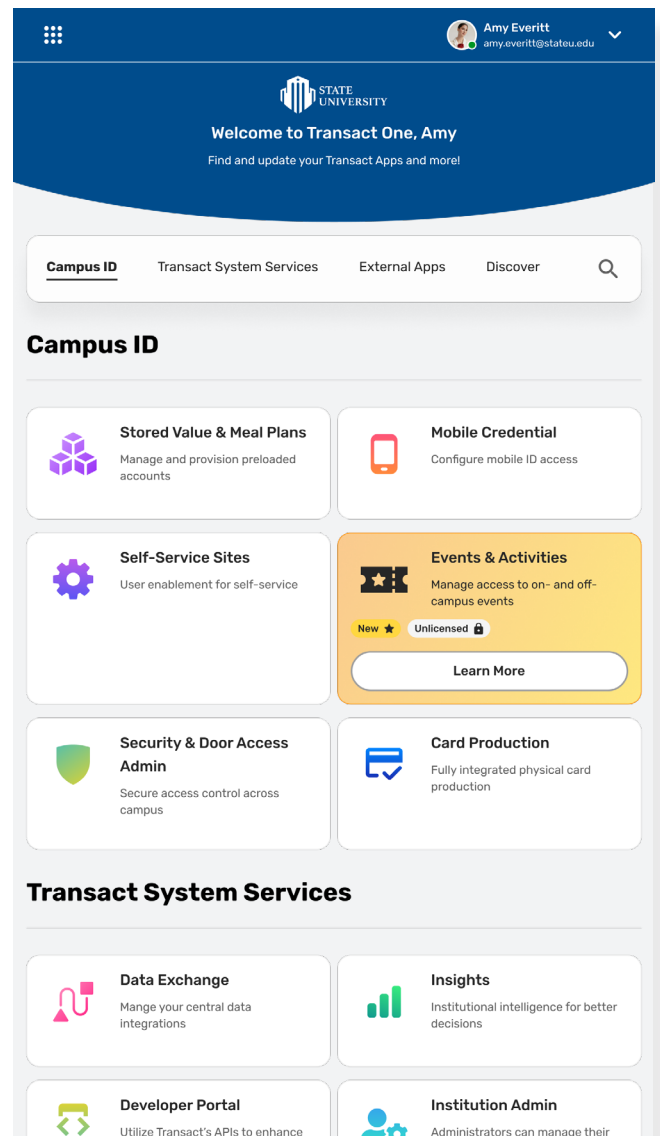 Amy Everitt
amy.everitt@stateu.edu
STATE
UNIVERSITY
Welcome to Transact One, Amy
Find and update your Transact Apps and more!
Campus ID
Transact System Services
External Apps
Discover
Campus ID
Stored Value & Meal Plans
Manage and provision preloaded
accounts
Mobile Credential
Configure mobile ID access
Self-Service Sites
User enablement for self-service
Events & Activities
Manage access to on- and off-
campus events
New
Unlicensed
Learn More
Security & Door Access
Admin
Secure access control across
campus
Card Production
Fully integrated physical card
production
Transact System Services
Data Exchange
Mange your central data
integrations
Insights
Institutional intelligence for better
decisions
Developer Portal
Utilize Transact's APIs to enhance
Institution Admin
Administrators can manage their